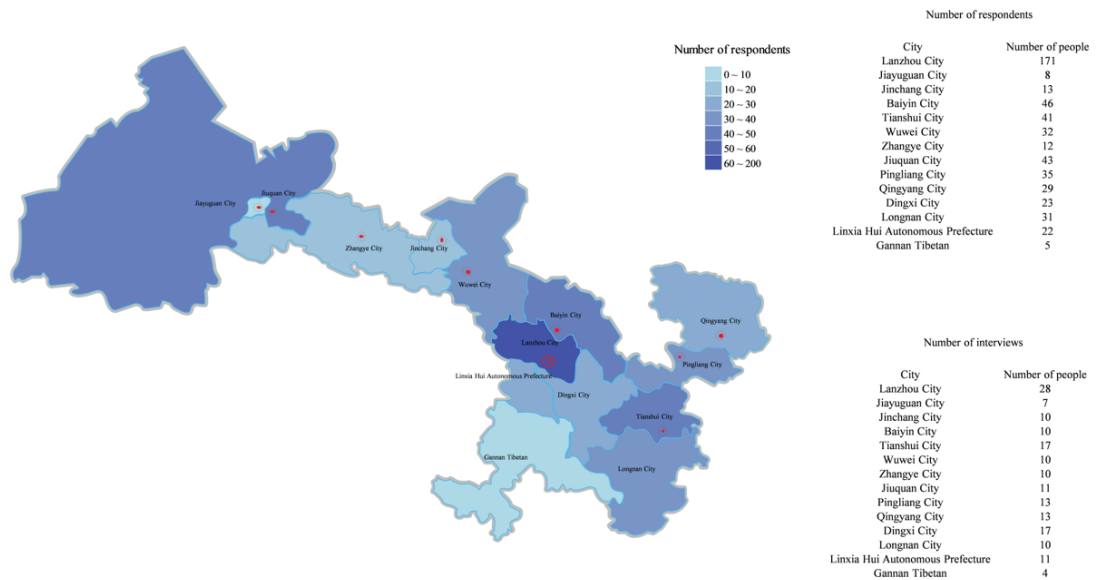 Number of respondents
0 ~ 10
10 ~ 20
20 ~ 30
30 ~ 40
40 ~ 50
50 ~ 60
60 ~ 200
Jiuquan City
Jiayuguan City
Zhangye City
Jinchang City
Wuwei City
Baiyin City
Lanzhou City
Linxia Hui Autonomous Prefecture
Dingxi City
Qingyang City
Pingliang City
Tianshui City
Gannan Tibetan
Longnan City
Number of respondents
City Number of people
Lanzhou City 171
Jiayuguan City 8
Jinchang City 13
Baiyin City 46
Tianshui City 41
Wuwei City 32
Zhangye City 12
Jiuquan City 43
Pingliang City 35
Qingyang City 29
Dingxi City 23
Longnan City 31
Linxia Hui Autonomous Prefecture 22
Gannan Tibetan 5
Number of interviews
City Number of people
Lanzhou City 28
Jiayuguan City 7
Jinchang City 10
Baiyin City 10
Tianshui City 17
Wuwei City 10
Zhangye City 10
Jiuquan City 11
Pingliang City 13
Qingyang City 13
Dingxi City 17
Longnan City 10
Linxia Hui Autonomous Prefecture 11
Gannan Tibetan 4